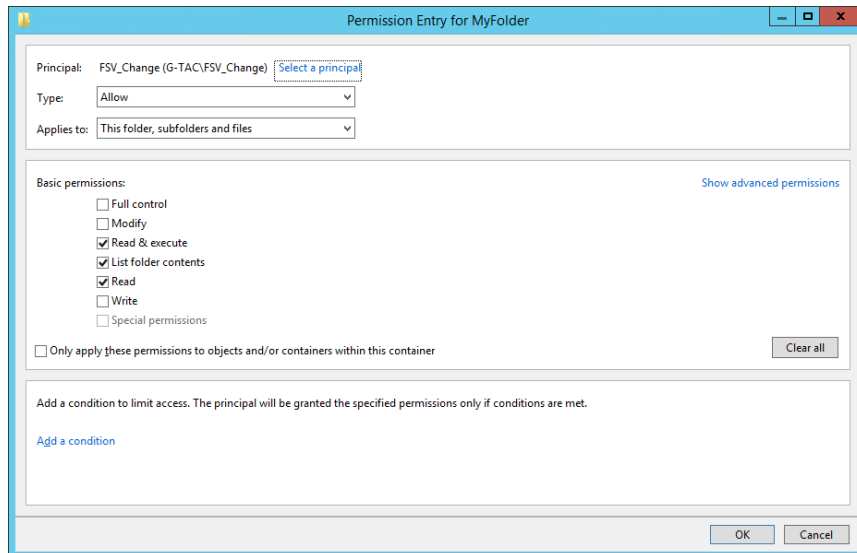 Permission Entry for MyFolder
Principal: FSV_Change (G-TAC\FSV_Change) Select a principal
Type: Allow
Applies to: This folder, subfolders and files
Basic permissions: Show advanced permissions
Full control
Modify
Read & execute
List folder contents
Read
Write
Special permissions
Only apply these permissions to objects and/or containers within this container Clear all
Add a condition to limit access. The principal will be granted the specified permissions only if conditions are met.
Add a condition
OK Cancel